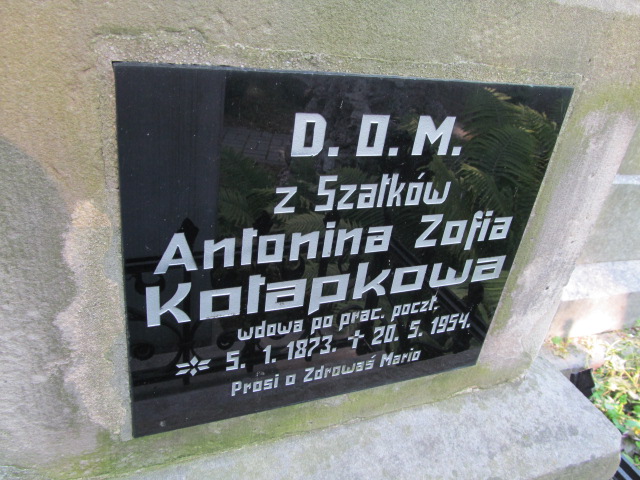 D. O. M.
z Szałków
Antonina Zofia
Kołapkowa
wdowa po prac. poczt.
5. 1. 1873. ✝ 20. 5. 1954.
Prosi o Zdrowaś Mario